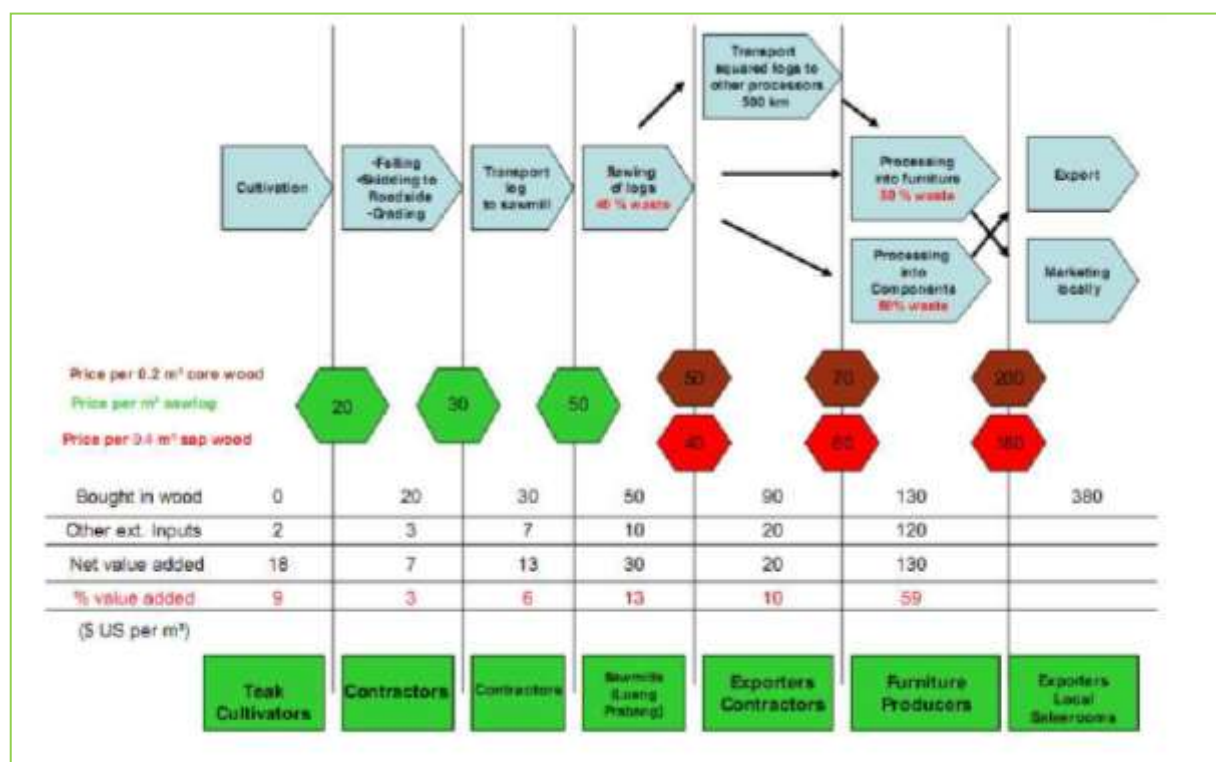 Transport
squared logs to
other processors
500 km
Cultivation
-Felling
-Skidding to
Roadside
-Grading
Transport
log
to sawmill
Sawing
of logs
40 % waste
Processing
into furniture
% waste
Export
Processing
into
Components
waste
Marketing
locally
Price per 0.2 m³ core wood
Price per m³ sawlog
Price per 0.4 m³ sap wood
20
30
50
50
70
200
40
60
180
Bought in wood 0 20 30 50 90 130 380
Other ext. Inputs 2 3 7 10 20 120
Net value added 18 7 13 30 20 130
% value added 9 3 6 13 10 59
($ US per m³)
Teak
Cultivators
Contractors
Contractors
Sawmills
(Luang
Prabang)
Exporters
Contractors
Furniture
Producers
Exporters
Local
Salesrooms